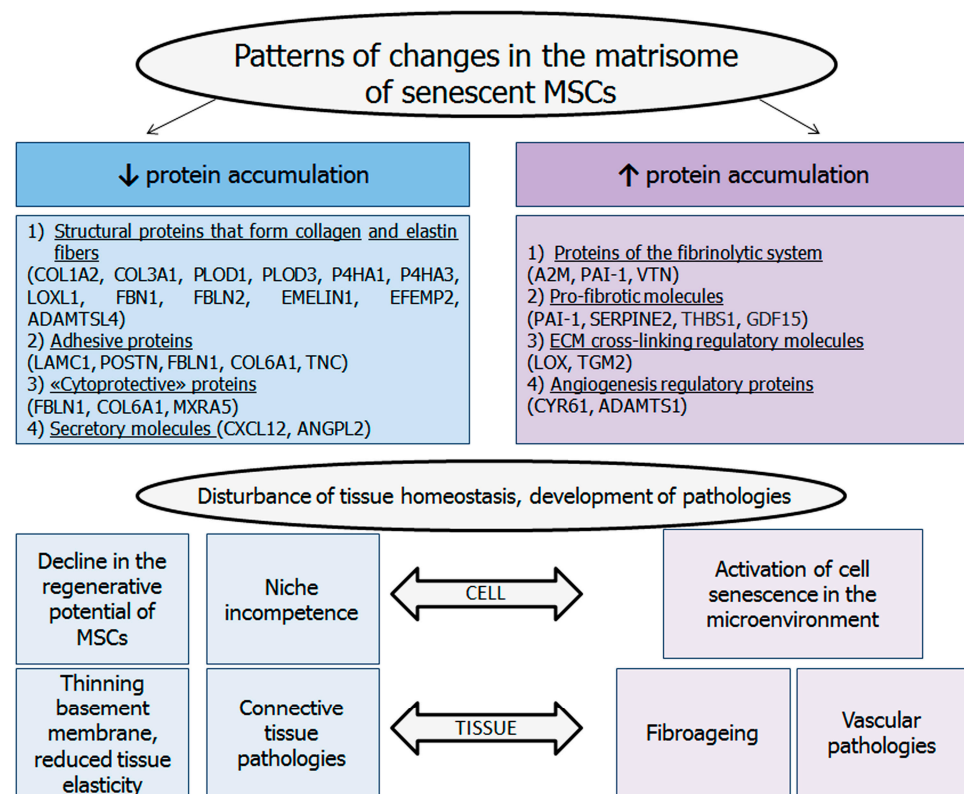 Patterns of changes in the matrisome
of senescent MSCs
↓ protein accumulation
↑ protein accumulation
1) Structural proteins that form collagen and elastin
fibers
(COL1A2, COL3A1, PLOD1, PLOD3, P4HA1, P4HA3,
LOXL1, FBN1, FBLN2, EMELIN1, EFEMP2,
ADAMTSL4)
2) Adhesive proteins
(LAMC1, POSTN, FBLN1, COL6A1, TNC)
3) «Cytoprotective» proteins
(FBLN1, COL6A1, MXRA5)
4) Secretory molecules (CXCL12, ANGPL2)
1) Proteins of the fibrinolytic system
(A2M, PAI-1, VTN)
2) Pro-fibrotic molecules
(PAI-1, SERPINE2, THBS1, GDF15)
3) ECM cross-linking regulatory molecules
(LOX, TGM2)
4) Angiogenesis regulatory proteins
(CYR61, ADAMTS1)
Disturbance of tissue homeostasis, development of pathologies
Decline in the
regenerative
potential of
MSCs
Niche
incompetence
CELL
Activation of cell
senescence in the
microenvironment
Thinning
basement
membrane,
reduced tissue
elasticity
Connective
tissue
pathologies
TISSUE
Fibroageing
Vascular
pathologies